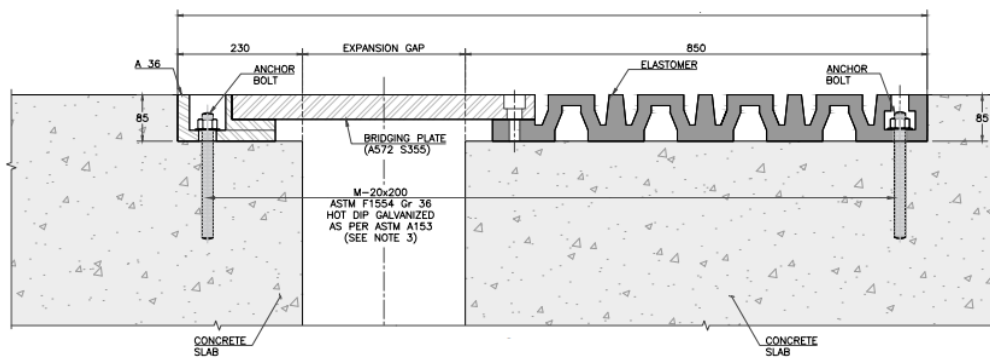 230
EXPANSION GAP
850
A 36
ANCHOR
BOLT
ELASTOMER
ANCHOR
BOLT
85
85
BRIDGING PLATE
(A572 S355)
M-20x200
ASTM F1554 Gr 36
HOT DIP GALVANIZED
AS PER ASTM A153
(SEE NOTE 3)
CONCRETE
SLAB
CONCRETE
SLAB